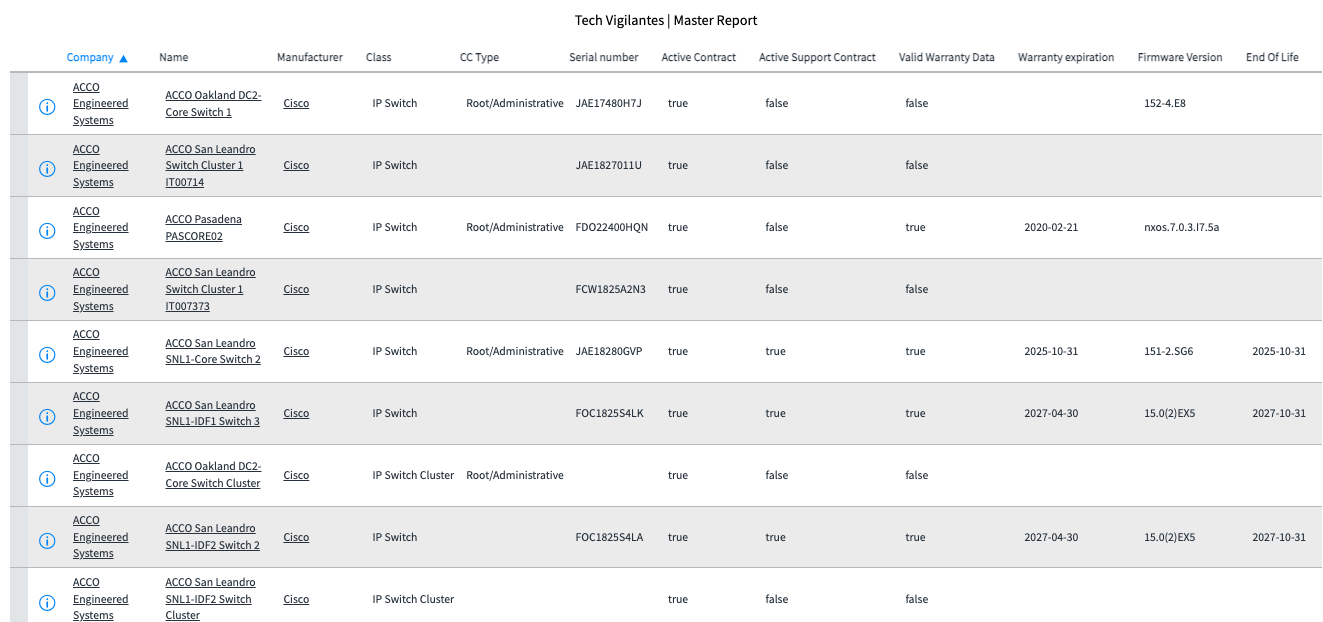 Tech Vigilantes | Master Report
Company ▲ Name Manufacturer Class CC Type Serial number Active Contract Active Support Contract Valid Warranty Data Warranty expiration Firmware Version End Of Life
ACCO
Engineered
Systems
ACCO Oakland DC2-
Core Switch 1
Cisco IP Switch Root/Administrative JAE17480H7J true false false 152-4.E8
ACCO
Engineered
Systems
ACCO San Leandro
Switch Cluster 1
IT00714
Cisco IP Switch JAE1827011U true false false
ACCO
Engineered
Systems
ACCO Pasadena
PASCORE02
Cisco IP Switch Root/Administrative FDO22400HQN true false true 2020-02-21 nxos.7.0.3.I7.5a
ACCO
Engineered
Systems
ACCO San Leandro
Switch Cluster 1
IT007373
Cisco IP Switch FCW1825A2N3 true false false
ACCO
Engineered
Systems
ACCO San Leandro
SNL1-Core Switch 2
Cisco IP Switch Root/Administrative JAE18280GVP true true true 2025-10-31 151-2.SG6 2025-10-31
ACCO
Engineered
Systems
ACCO San Leandro
SNL1-IDF1 Switch 3
Cisco IP Switch FOC1825S4LK true true true 2027-04-30 15.0(2)EX5 2027-10-31
ACCO
Engineered
Systems
ACCO Oakland DC2-
Core Switch Cluster
Cisco IP Switch Cluster Root/Administrative true false false
ACCO
Engineered
Systems
ACCO San Leandro
SNL1-IDF2 Switch 2
Cisco IP Switch FOC1825S4LA true true true 2027-04-30 15.0(2)EX5 2027-10-31
ACCO
Engineered
Systems
ACCO San Leandro
SNL1-IDF2 Switch
Cluster
Cisco IP Switch Cluster true false false